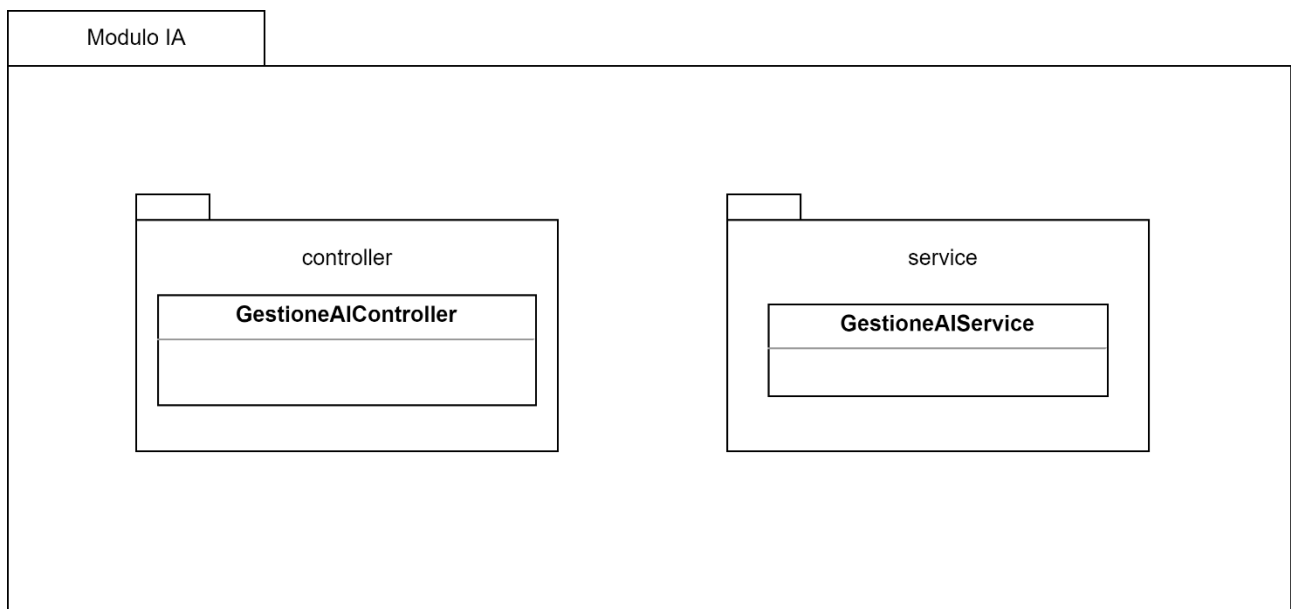 Modulo IA
controller
GestioneAIController
service
GestioneAIService